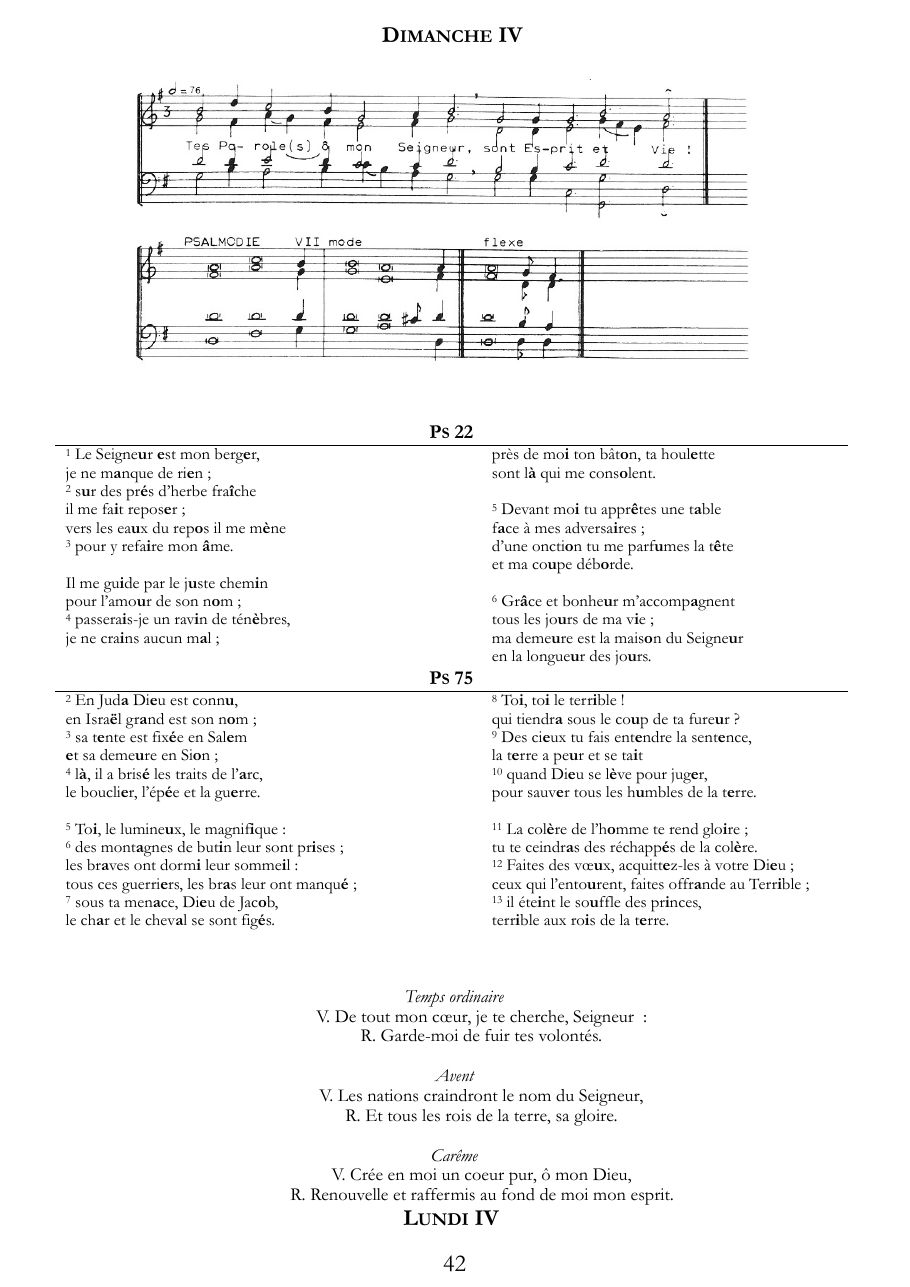 DIMANCHE IV
=76
3
Tes Pa- role(s) ô mon Seigneur, sont Es-prit et Vie !
PSALMODIE VII mode flexe
PS 22
1 Le Seigneur est mon berger,
je ne manque de rien ;
2 sur des prés d'herbe fraîche
il me fait reposer ;
vers les eaux du repos il me mène
3 pour y refaire mon âme.
Il me guide par le juste chemin
pour l'amour de son nom ;
4 passerais-je un ravin de ténèbres,
je ne crains aucun mal ;
près de moi ton bâton, ta houlette
sont là qui me consolent.
5 Devant moi tu apprêtes une table
face à mes adversaires ;
d'une onction tu me parfumes la tête
et ma coupe déborde.
6 Grâce et bonheur m'accompagnent
tous les jours de ma vie ;
ma demeure est la maison du Seigneur
en la longueur des jours.
PS 75
2 En Juda Dieu est connu,
en Israël grand est son nom ;
3 sa tente est fixée en Salem
et sa demeure en Sion ;
4 là, il a brisé les traits de l'arc,
le bouclier, l'épée et la guerre.
5 Toi, le lumineux, le magnifique :
6 des montagnes de butin leur sont prises ;
les braves ont dormi leur sommeil :
tous ces guerriers, les bras leur ont manqué ;
7 sous ta menace, Dieu de Jacob,
le char et le cheval se sont figés.
8 Toi, toi le terrible !
qui tiendra sous le coup de ta fureur ?
9 Des cieux tu fais entendre la sentence,
la terre a peur et se tait
10 quand Dieu se lève pour juger,
pour sauver tous les humbles de la terre.
11 La colère de l'homme te rend gloire ;
tu te ceindras des réchappés de la colère.
12 Faites des vœux, acquittez-les à votre Dieu ;
ceux qui l'entourent, faites offrande au Terrible ;
13 il éteint le souffle des princes,
terrible aux rois de la terre.
Temps ordinaire
V. De tout mon cœur, je te cherche, Seigneur :
R. Garde-moi de fuir tes volontés.
Avent
V. Les nations craindront le nom du Seigneur,
R. Et tous les rois de la terre, sa gloire.
Carême
V. Crée en moi un coeur pur, ô mon Dieu,
R. Renouvelle et raffermis au fond de moi mon esprit.
LUNDI IV
42